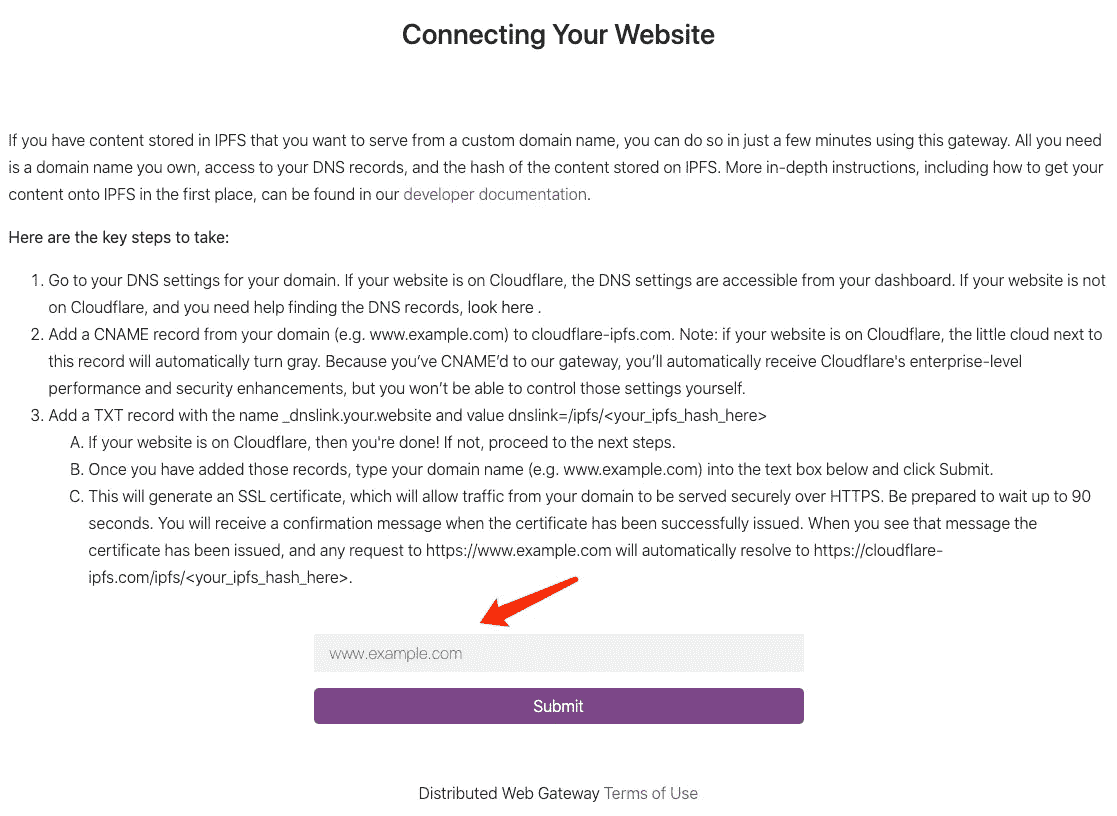 Connecting Your Website
If you have content stored in IPFS that you want to serve from a custom domain name, you can do so in just a few minutes using this gateway. All you need
is a domain name you own, access to your DNS records, and the hash of the content stored on IPFS. More in-depth instructions, including how to get your
content onto IPFS in the first place, can be found in our developer documentation.
Here are the key steps to take:
1. Go to your DNS settings for your domain. If your website is on Cloudflare, the DNS settings are accessible from your dashboard. If your website is not
on Cloudflare, and you need help finding the DNS records, look here .
2. Add a CNAME record from your domain (e.g. www.example.com) to cloudflare-ipfs.com. Note: if your website is on Cloudflare, the little cloud next to
this record will automatically turn gray. Because you’ve CNAME’d to our gateway, you’ll automatically receive Cloudflare's enterprise-level
performance and security enhancements, but you won’t be able to control those settings yourself.
3. Add a TXT record with the name _dnslink.your.website and value dnslink=/ipfs/<your_ipfs_hash_here>
A. If your website is on Cloudflare, then you're done! If not, proceed to the next steps.
B. Once you have added those records, type your domain name (e.g. www.example.com) into the text box below and click Submit.
C. This will generate an SSL certificate, which will allow traffic from your domain to be served securely over HTTPS. Be prepared to wait up to 90
seconds. You will receive a confirmation message when the certificate has been successfully issued. When you see that message the
certificate has been issued, and any request to https://www.example.com will automatically resolve to https://cloudflare-
ipfs.com/ipfs/<your_ipfs_hash_here>.
www.example.com
Submit
Distributed Web Gateway Terms of Use